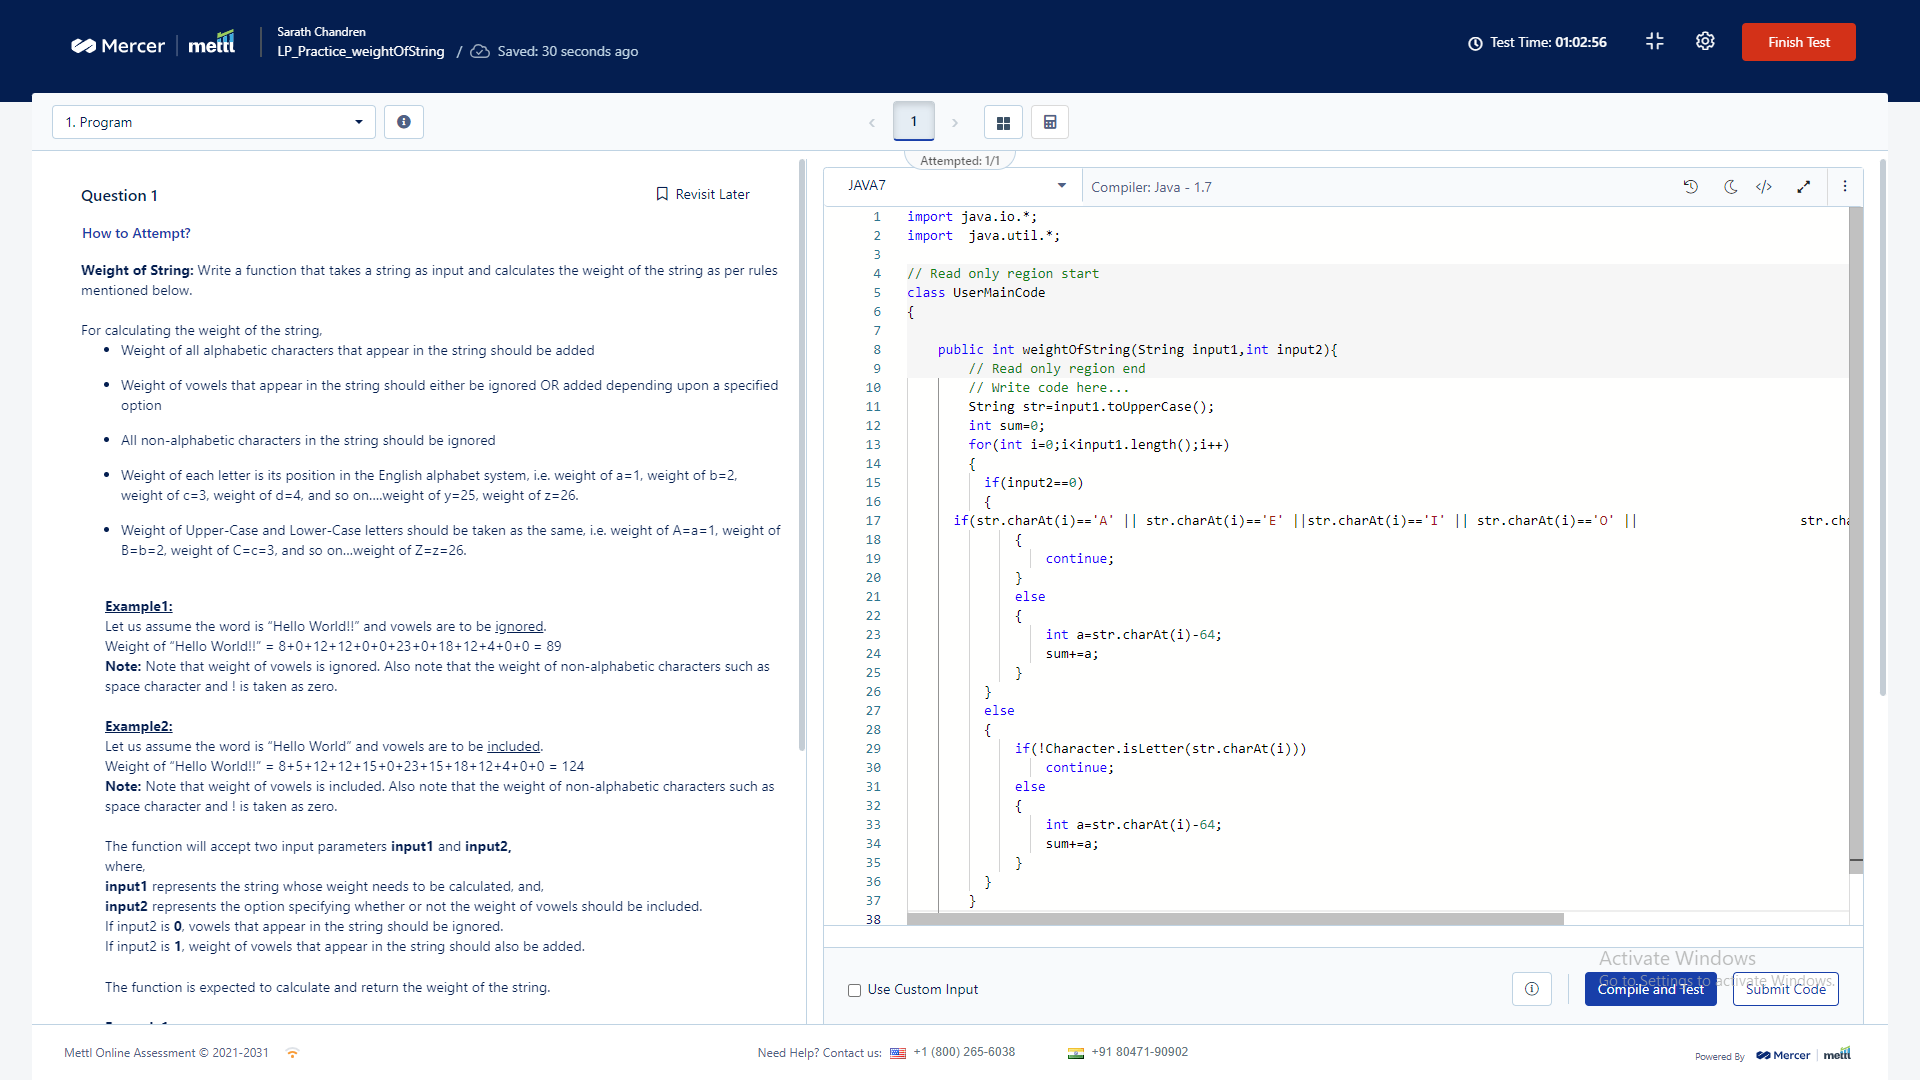 Mercer mettl
Sarath Chandren
LP_Practice_weightOfString / Saved: 30 seconds ago
Test Time: 01:02:56
Finish Test
1. Program
1
Attempted: 1/1
Question 1
Revisit Later
How to Attempt?
Weight of String: Write a function that takes a string as input and calculates the weight of the string as per rules
mentioned below.
For calculating the weight of the string,
• Weight of all alphabetic characters that appear in the string should be added
• Weight of vowels that appear in the string should either be ignored OR added depending upon a specified
option
• All non-alphabetic characters in the string should be ignored
• Weight of each letter is its position in the English alphabet system, i.e. weight of a=1, weight of b=2,
weight of c=3, weight of d=4, and so on....weight of y=25, weight of z=26.
• Weight of Upper-Case and Lower-Case letters should be taken as the same, i.e. weight of A=a=1, weight of
B=b=2, weight of C=c=3, and so on...weight of Z=z=26.
Example1:
Let us assume the word is “Hello World!!” and vowels are to be ignored.
Weight of “Hello World!!” = 8+0+12+12+0+0+23+0+18+12+4+0+0 = 89
Note: Note that weight of vowels is ignored. Also note that the weight of non-alphabetic characters such as
space character and ! is taken as zero.
Example2:
Let us assume the word is “Hello World” and vowels are to be included.
Weight of “Hello World!!” = 8+5+12+12+15+0+23+15+18+12+4+0+0 = 124
Note: Note that weight of vowels is included. Also note that the weight of non-alphabetic characters such as
space character and ! is taken as zero.
The function will accept two input parameters input1 and input2,
where,
input1 represents the string whose weight needs to be calculated, and,
input2 represents the option specifying whether or not the weight of vowels should be included.
If input2 is 0, vowels that appear in the string should be ignored.
If input2 is 1, weight of vowels that appear in the string should also be added.
The function is expected to calculate and return the weight of the string.
JAVA7
Compiler: Java - 1.7
1 import java.io.*;
2 import  java.util.*;
3
4 // Read only region start
5 class UserMainCode
6 {
7
8     public int weightOfString(String input1,int input2){
9         // Read only region end
10         // Write code here...
11         String str=input1.toUpperCase();
12         int sum=0;
13         for(int i=0;i<input1.length();i++)
14         {
15           if(input2==0)
16           {
17       if(str.charAt(i)=='A' || str.charAt(i)=='E' ||str.charAt(i)=='I' || str.charAt(i)=='O' ||                     str.cha
18               {
19                   continue;
20               }
21               else
22               {
23                   int a=str.charAt(i)-64;
24                   sum+=a;
25               }
26           }
27           else
28           {
29               if(!Character.isLetter(str.charAt(i)))
30                   continue;
31               else
32               {
33                   int a=str.charAt(i)-64;
34                   sum+=a;
35               }
36           }
37         }
38
Use Custom Input
Compile and Test
Submit Code
Activate Windows
Go to Settings to activate Windows.
Mettl Online Assessment © 2021-2031
Need Help? Contact us: +1 (800) 265-6038
+91 80471-90902
Powered By Mercer mettl